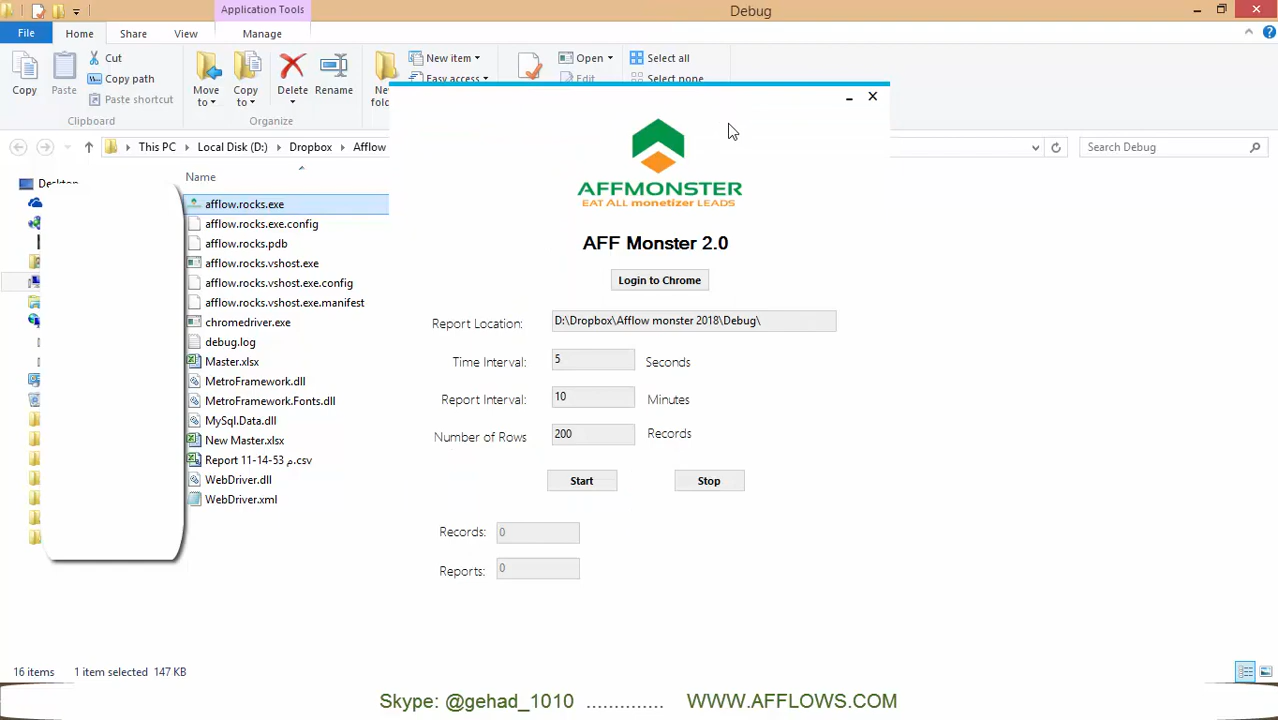 Application Tools
Debug
File
Home
Share
View
Manage
Copy
Paste
Cut
Copy path
Paste shortcut
Clipboard
Move to
Copy to
Delete
Rename
Organize
New
New item
Easy access
Open
Edit
Select all
Select none
This PC
Local Disk (D:)
Dropbox
Afflow
Search Debug
Desktop
Name
afflow.rocks.exe
afflow.rocks.exe.config
afflow.rocks.pdb
afflow.rocks.vshost.exe
afflow.rocks.vshost.exe.config
afflow.rocks.vshost.exe.manifest
chromedriver.exe
debug.log
Master.xlsx
MetroFramework.dll
MetroFramework.Fonts.dll
MySql.Data.dll
New Master.xlsx
Report 11-14-53 م.csv
WebDriver.dll
WebDriver.xml
AFFMONSTER
EAT ALL monetizer LEADS
AFF Monster 2.0
Login to Chrome
Report Location: D:\Dropbox\Afflow monster 2018\Debug\
Time Interval: 5 Seconds
Report Interval: 10 Minutes
Number of Rows 200 Records
Start Stop
Records: 0
Reports: 0
16 items 1 item selected 147 KB
Skype: @gehad_1010 ............. WWW.AFFLOWS.COM